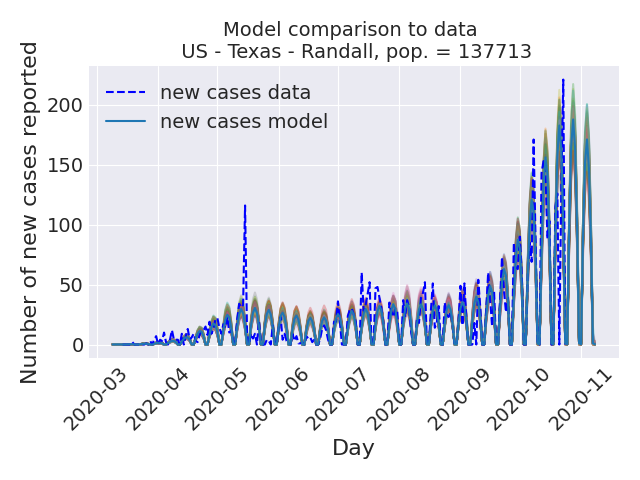 Model comparison to data
US - Texas - Randall, pop. = 137713
Number of new cases reported
200
150
100
50
0
new cases data
new cases model
2020-03
2020-04
2020-05
2020-06
2020-07
2020-08
2020-09
2020-10
2020-11
Day